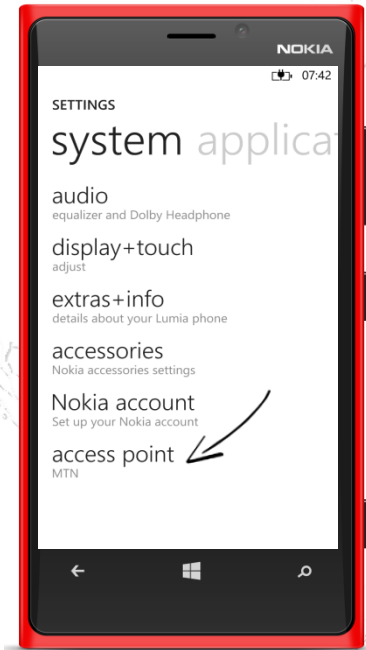 NOKIA
07:42
SETTINGS
system applica
audio
equalizer and Dolby Headphone
display+touch
adjust
extras+info
details about your Lumia phone
accessories
Nokia accessories settings
Nokia account
Set up your Nokia account
access point
MTN